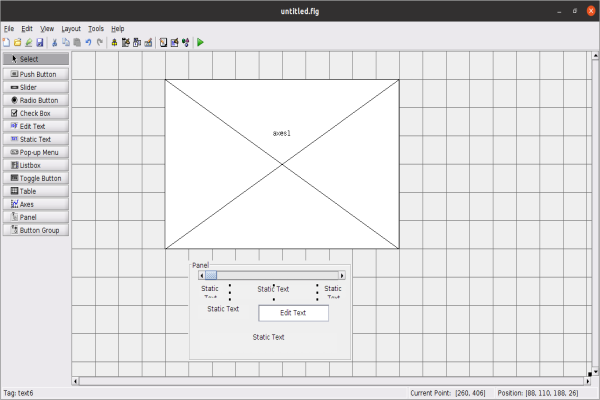 untitled.fig
File Edit View Layout Tools Help
Select
Push Button
Slider
Radio Button
Check Box
Edit Text
Static Text
Pop-up Menu
Listbox
Toggle Button
Table
Axes
Panel
Button Group
axes1
Panel
Static Text
Static Text
Static Text
Static Text
Edit Text
Static Text
Tag: text6
Current Point: [260, 406]
Position: [88, 110, 188, 26]